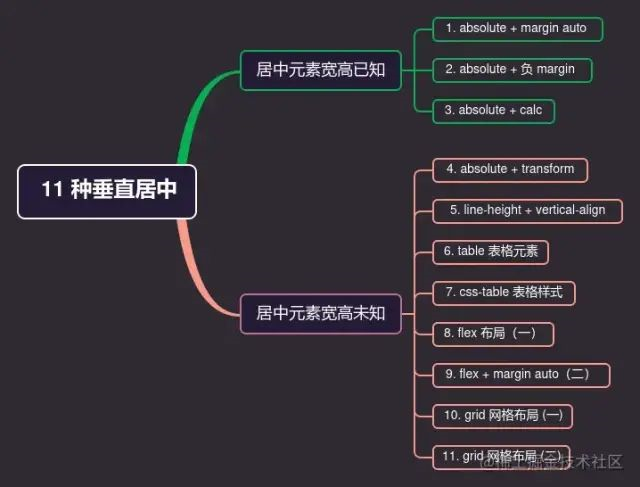 11 种垂直居中
居中元素宽高已知
1. absolute + margin auto
2. absolute + 负 margin
3. absolute + calc
居中元素宽高未知
4. absolute + transform
5. line-height + vertical-align
6. table 表格元素
7. css-table 表格样式
8. flex 布局（一）
9. flex + margin auto（二）
10. grid 网格布局 (一)
11. grid 网格布局 (二)
@稀土掘金技术社区